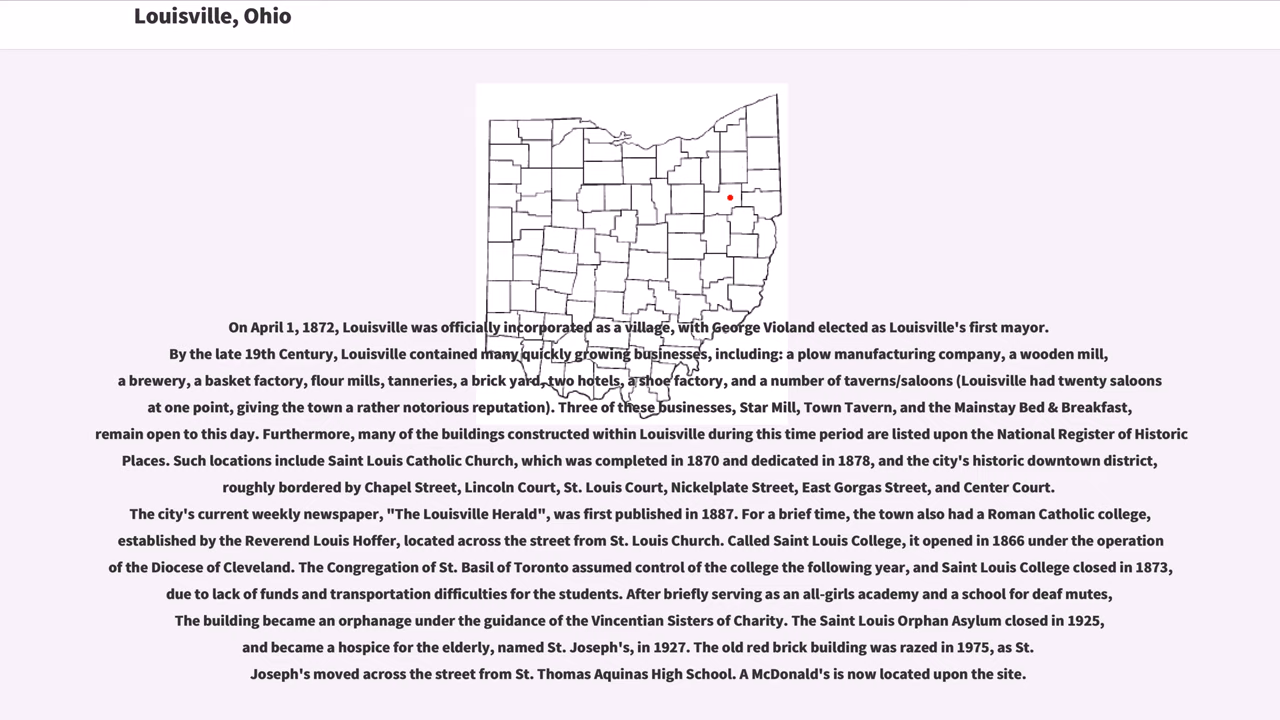 Louisville, Ohio
On April 1, 1872, Louisville was officially incorporated as a village, with George Violand elected as Louisville's first mayor.
By the late 19th Century, Louisville contained many quickly growing businesses, including: a plow manufacturing company, a wooden mill,
a brewery, a basket factory, flour mills, tanneries, a brick yard, two hotels, a shoe factory, and a number of taverns/saloons (Louisville had twenty saloons
at one point, giving the town a rather notorious reputation). Three of these businesses, Star Mill, Town Tavern, and the Mainstay Bed & Breakfast,
remain open to this day. Furthermore, many of the buildings constructed within Louisville during this time period are listed upon the National Register of Historic
Places. Such locations include Saint Louis Catholic Church, which was completed in 1870 and dedicated in 1878, and the city's historic downtown district,
roughly bordered by Chapel Street, Lincoln Court, St. Louis Court, Nickelplate Street, East Gorgas Street, and Center Court.
The city's current weekly newspaper, "The Louisville Herald", was first published in 1887. For a brief time, the town also had a Roman Catholic college,
established by the Reverend Louis Hoffer, located across the street from St. Louis Church. Called Saint Louis College, it opened in 1866 under the operation
of the Diocese of Cleveland. The Congregation of St. Basil of Toronto assumed control of the college the following year, and Saint Louis College closed in 1873,
due to lack of funds and transportation difficulties for the students. After briefly serving as an all-girls academy and a school for deaf mutes,
The building became an orphanage under the guidance of the Vincentian Sisters of Charity. The Saint Louis Orphan Asylum closed in 1925,
and became a hospice for the elderly, named St. Joseph's, in 1927. The old red brick building was razed in 1975, as St.
Joseph's moved across the street from St. Thomas Aquinas High School. A McDonald's is now located upon the site.